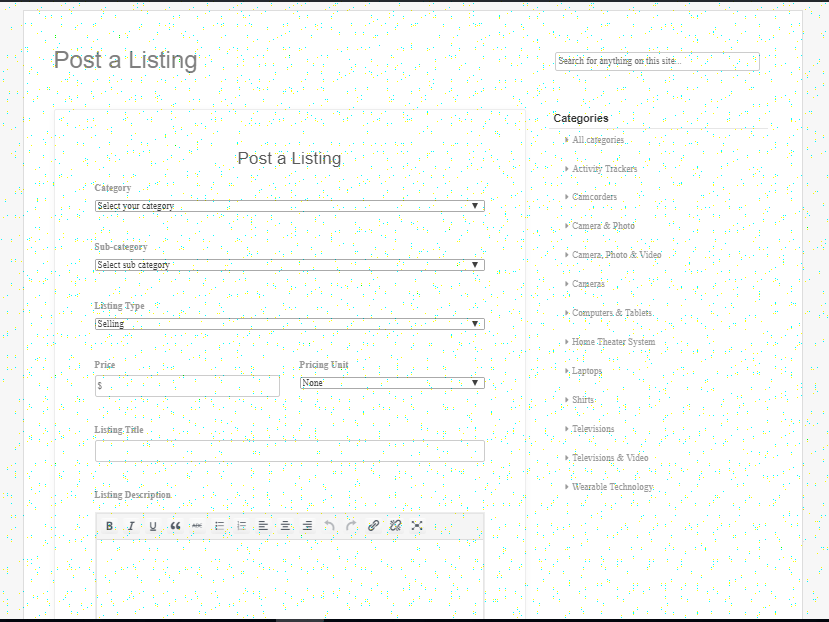 Post a Listing
Search for anything on this site...
Post a Listing
Category
Select your category
Sub-category
Select sub category
Listing Type
Selling
Price
Pricing Unit
$
None
Listing Title
Listing Description
B I U “ ABC
Categories
All categories
Activity Trackers
Camcorders
Camera & Photo
Camera, Photo & Video
Cameras
Computers & Tablets
Home Theater System
Laptops
Shirts
Televisions
Televisions & Video
Wearable Technology